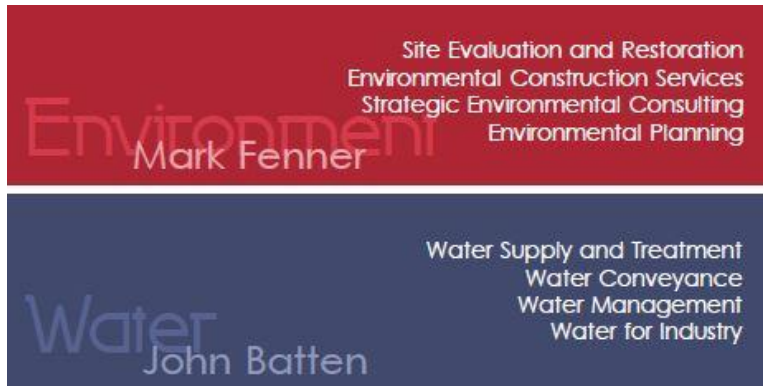 Site Evaluation and Restoration
Environmental Construction Services
Strategic Environmental Consulting
Environmental Planning
Environment
Mark Fenner
Water Supply and Treatment
Water Conveyance
Water Management
Water for Industry
Water
John Batten